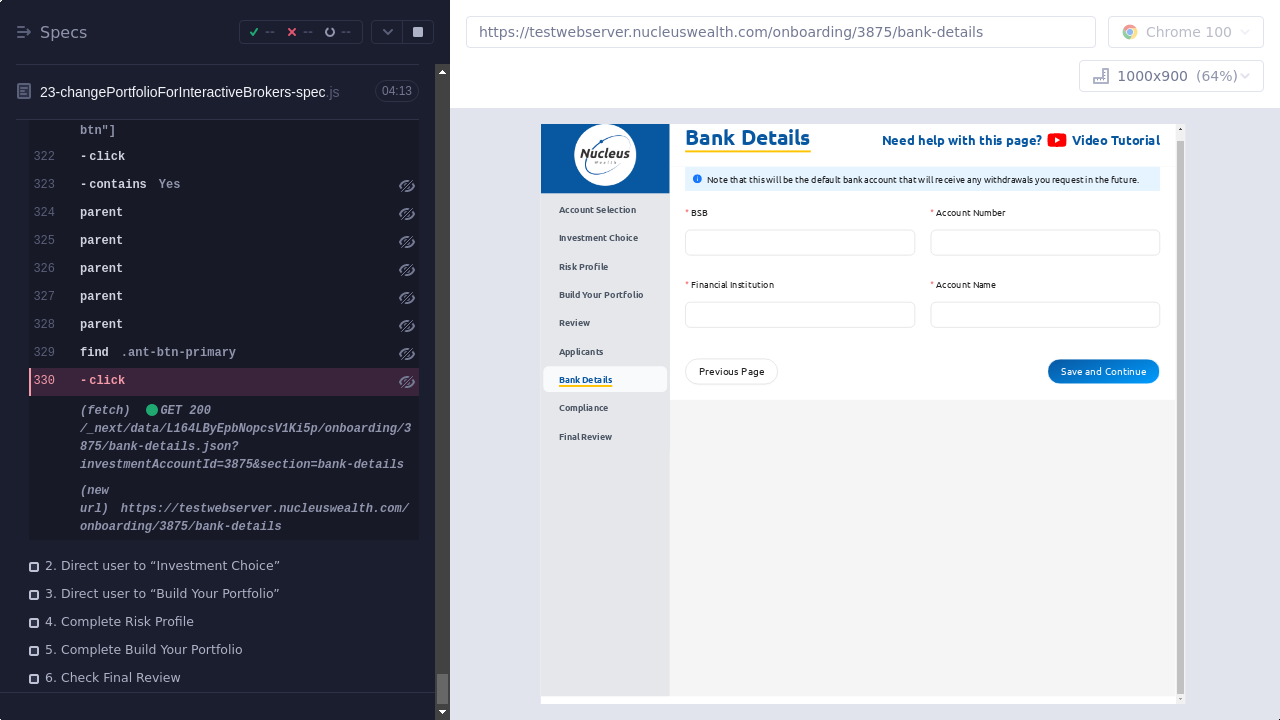 Specs
--
--
--
23-changePortfolioForInteractiveBrokers-spec.js
04:13
btn"]
322 -click
323 -contains Yes
324 parent
325 parent
326 parent
327 parent
328 parent
329 find .ant-btn-primary
330 -click
(fetch) GET 200
/_next/data/L164LByEpbNopcsV1Ki5p/onboarding/3
875/bank-details.json?
investmentAccountId=3875&section=bank-details
(new
url) https://testwebserver.nucleuswealth.com/
onboarding/3875/bank-details
2. Direct user to “Investment Choice”
3. Direct user to “Build Your Portfolio”
4. Complete Risk Profile
5. Complete Build Your Portfolio
6. Check Final Review
https://testwebserver.nucleuswealth.com/onboarding/3875/bank-details
Chrome 100
1000x900 (64%)
Nucleus
Wealth
Account Selection
Investment Choice
Risk Profile
Build Your Portfolio
Review
Applicants
Bank Details
Compliance
Final Review
Bank Details
Need help with this page? Video Tutorial
Note that this will be the default bank account that will receive any withdrawals you request in the future.
* BSB
* Account Number
* Financial Institution
* Account Name
Previous Page
Save and Continue